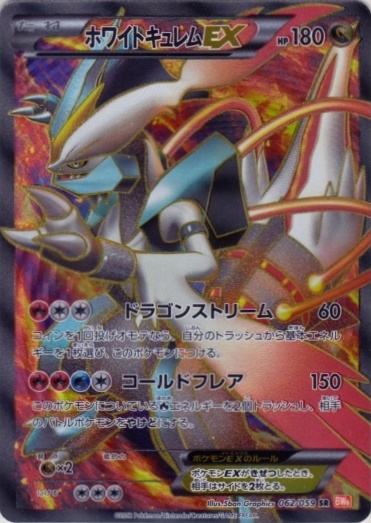 たね
ホワイトキュレムEX HP180
ドラゴンストリーム 60
コインを1回投げオモテなら、自分のトラッシュから基本エネル
ギーを1枚選び、このポケモンにつける。
コールドフレア 150
このポケモンについている エネルギーを2個トラッシュし、相手
のバトルポケモンをやけどにする。
×2
ポケモンEXのルール
ポケモンEXがきぜつしたとき、
相手はサイドを2枚とる。
Illus.5ban Graphics 062/059 SR BW6